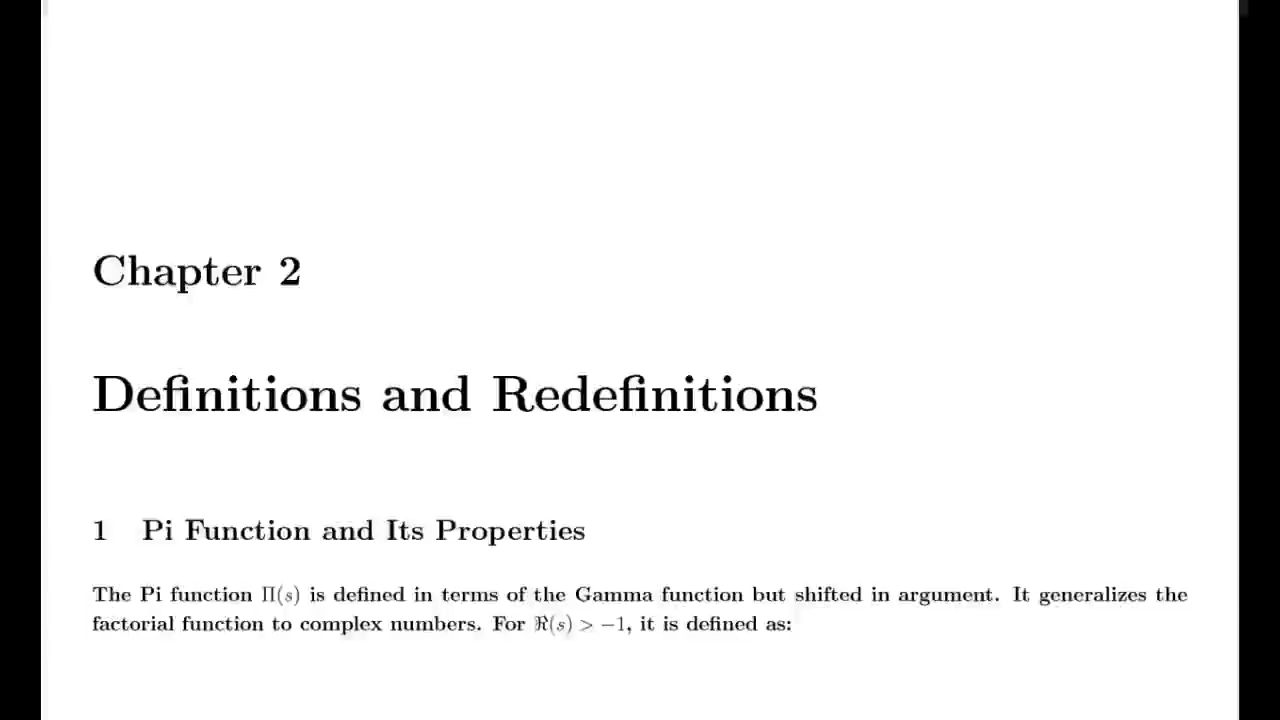 Chapter 2
Definitions and Redefinitions
1 Pi Function and Its Properties
The Pi function Π(s) is defined in terms of the Gamma function but shifted in argument. It generalizes the
factorial function to complex numbers. For ℜ(s) > −1, it is defined as: